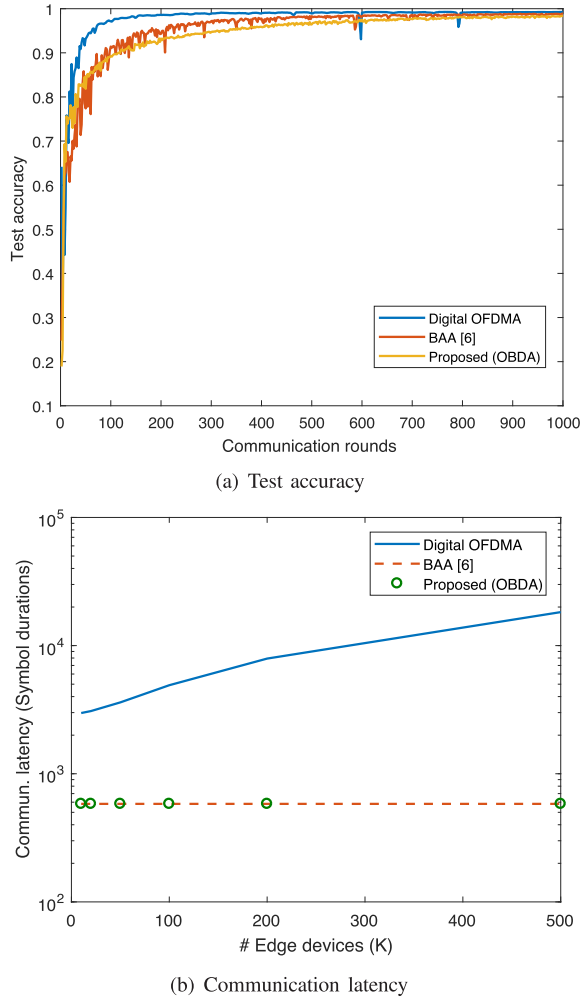 1
0.9
0.8
0.7
0.6
0.5
0.4
0.3
0.2
0.1
Test accuracy
Digital OFDMA
BAA [6]
Proposed (OBDA)
0 100 200 300 400 500 600 700 800 900 1000
Communication rounds
(a) Test accuracy
10^5
10^4
10^3
10^2
Commun. latency (Symbol durations)
Digital OFDMA
BAA [6]
Proposed (OBDA)
0 100 200 300 400 500
# Edge devices (K)
(b) Communication latency